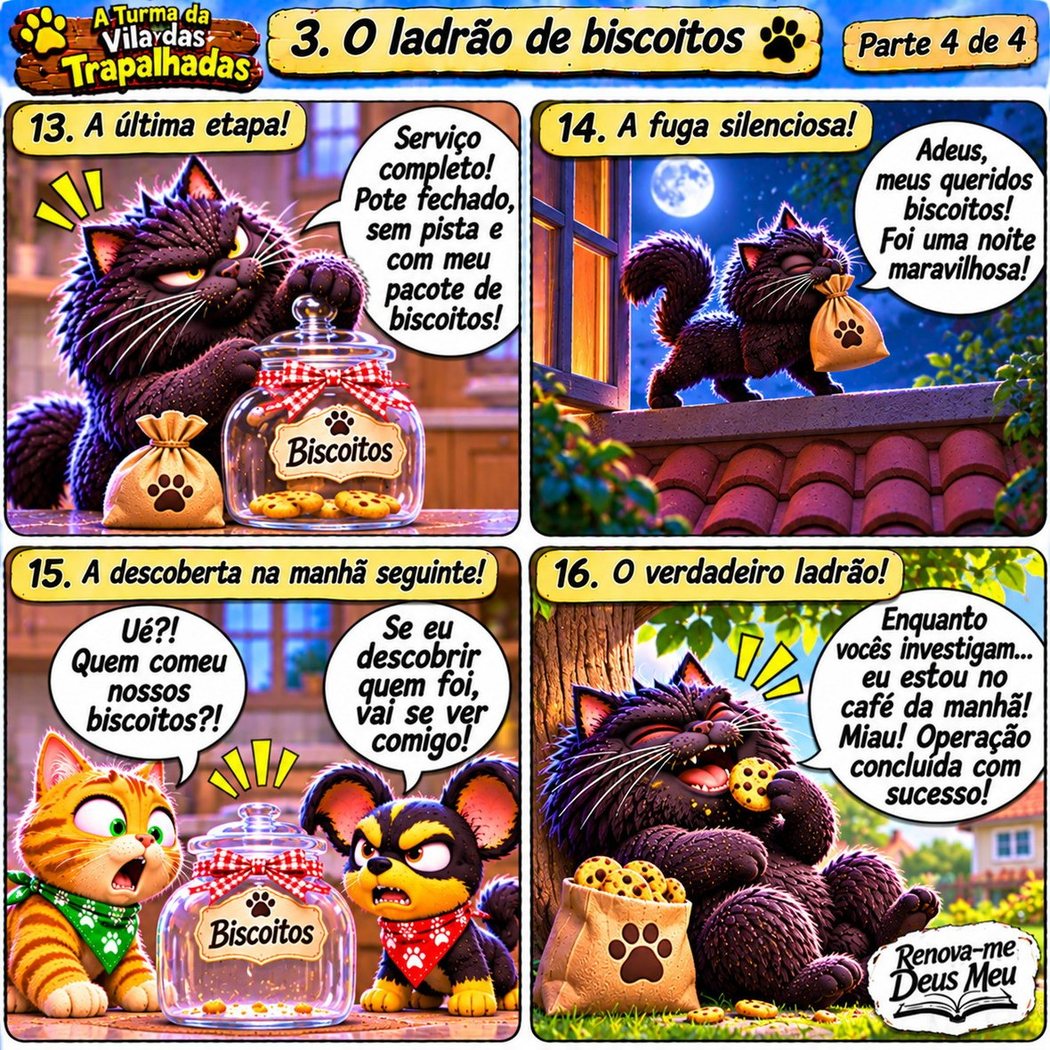 A Turma da
Vila das
Trapalhadas
3. O ladrão de biscoitos
Parte 4 de 4
13. A última etapa!
Serviço
completo!
Pote fechado,
sem pista e
com meu
pacote de
biscoitos!
Biscoitos
14. A fuga silenciosa!
Adeus,
meus queridos
biscoitos!
Foi uma noite
maravilhosa!
15. A descoberta na manhã seguinte!
Ué?!
Quem comeu
nossos
biscoitos?!
Se eu
descobrir
quem foi,
vai se ver
comigo!
Biscoitos
16. O verdadeiro ladrão!
Enquanto
vocês investigam...
eu estou no
café da manhã!
Miau! Operação
concluída com
sucesso!
Renova-me
Deus Meu